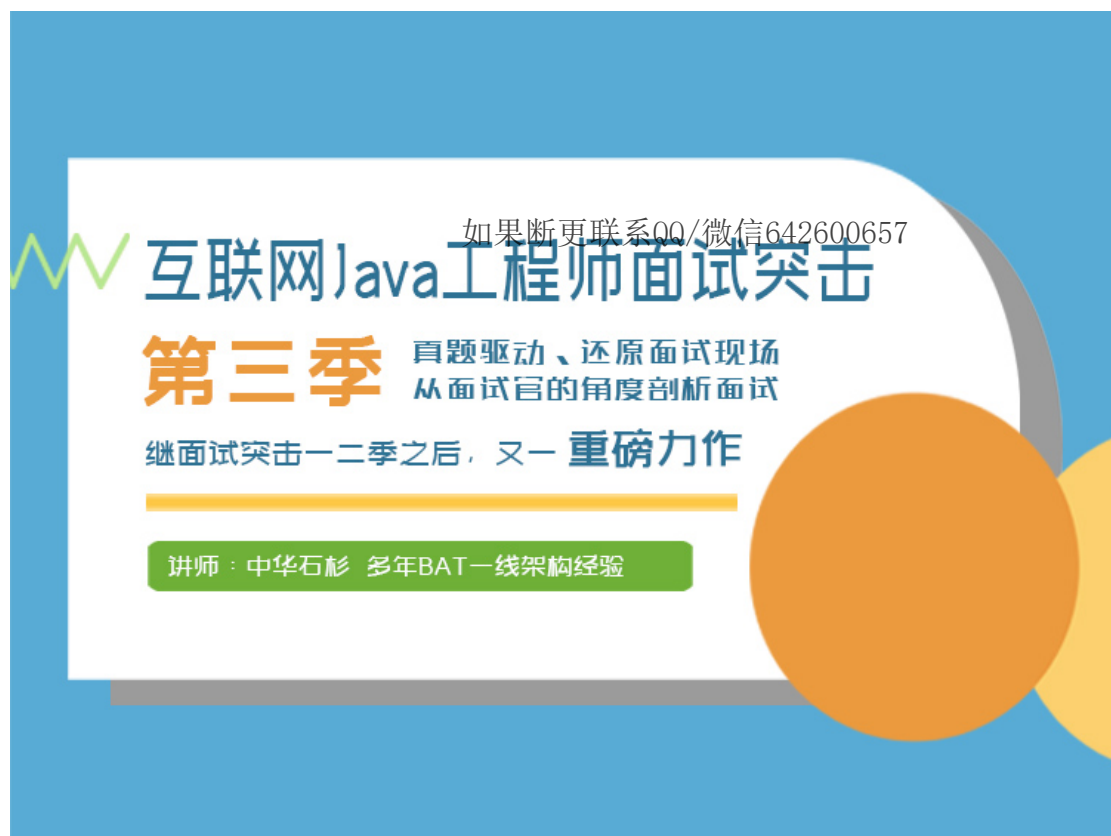 如果断更联系QQ/微信642600657
互联网Java工程师面试突击
第三季
真题驱动、还原面试现场
从面试官的角度剖析面试
继面试突击一二季之后，又一 重磅力作
讲师：中华石杉 多年BAT一线架构经验